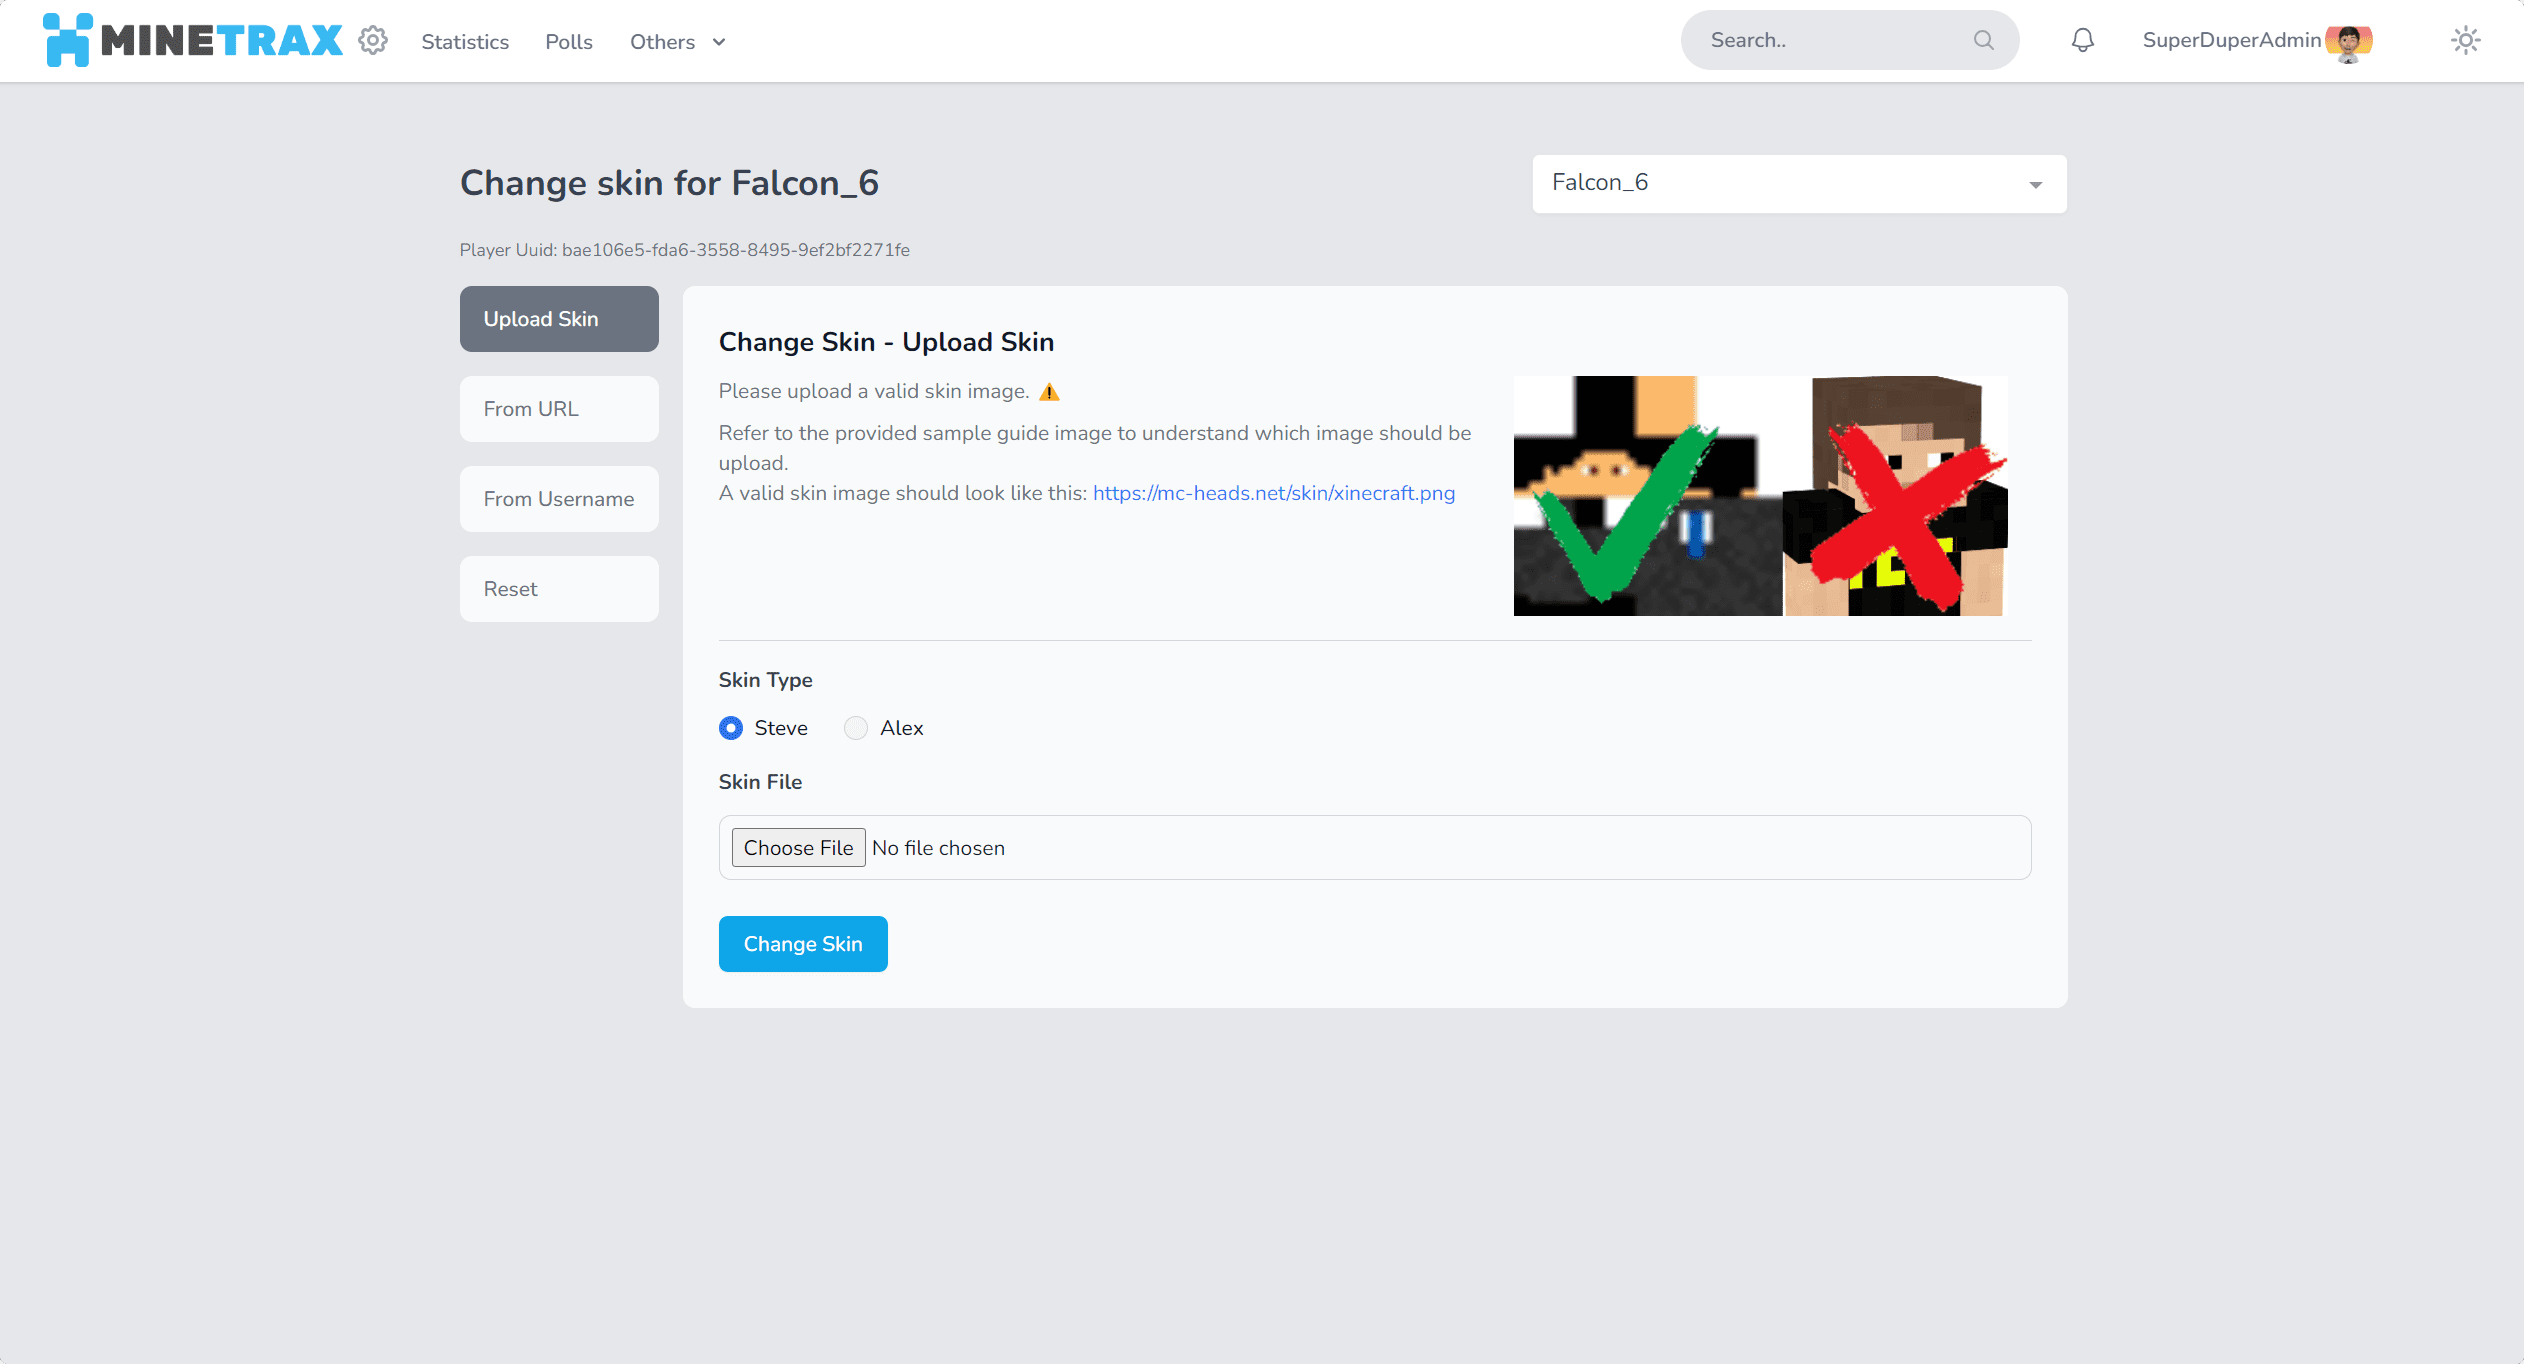 MINETRAX
Statistics
Polls
Others
Search..
SuperDuperAdmin
Change skin for Falcon_6
Falcon_6
Player Uuid: bae106e5-fda6-3558-8495-9ef2bf2271fe
Upload Skin
From URL
From Username
Reset
Change Skin - Upload Skin
Please upload a valid skin image.
Refer to the provided sample guide image to understand which image should be
upload.
A valid skin image should look like this: https://mc-heads.net/skin/xinecraft.png
Skin Type
Steve
Alex
Skin File
Choose File
No file chosen
Change Skin